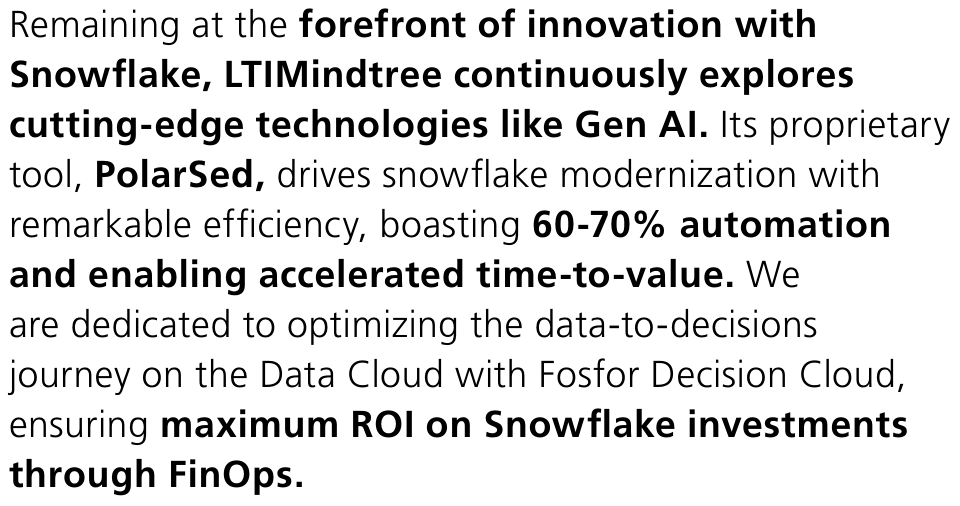 Remaining at the forefront of innovation with
Snowflake, LTIMindtree continuously explores
cutting-edge technologies like Gen AI. Its proprietary
tool, PolarSed, drives snowflake modernization with
remarkable efficiency, boasting 60-70% automation
and enabling accelerated time-to-value. We
are dedicated to optimizing the data-to-decisions
journey on the Data Cloud with Fosfor Decision Cloud,
ensuring maximum ROI on Snowflake investments
through FinOps.